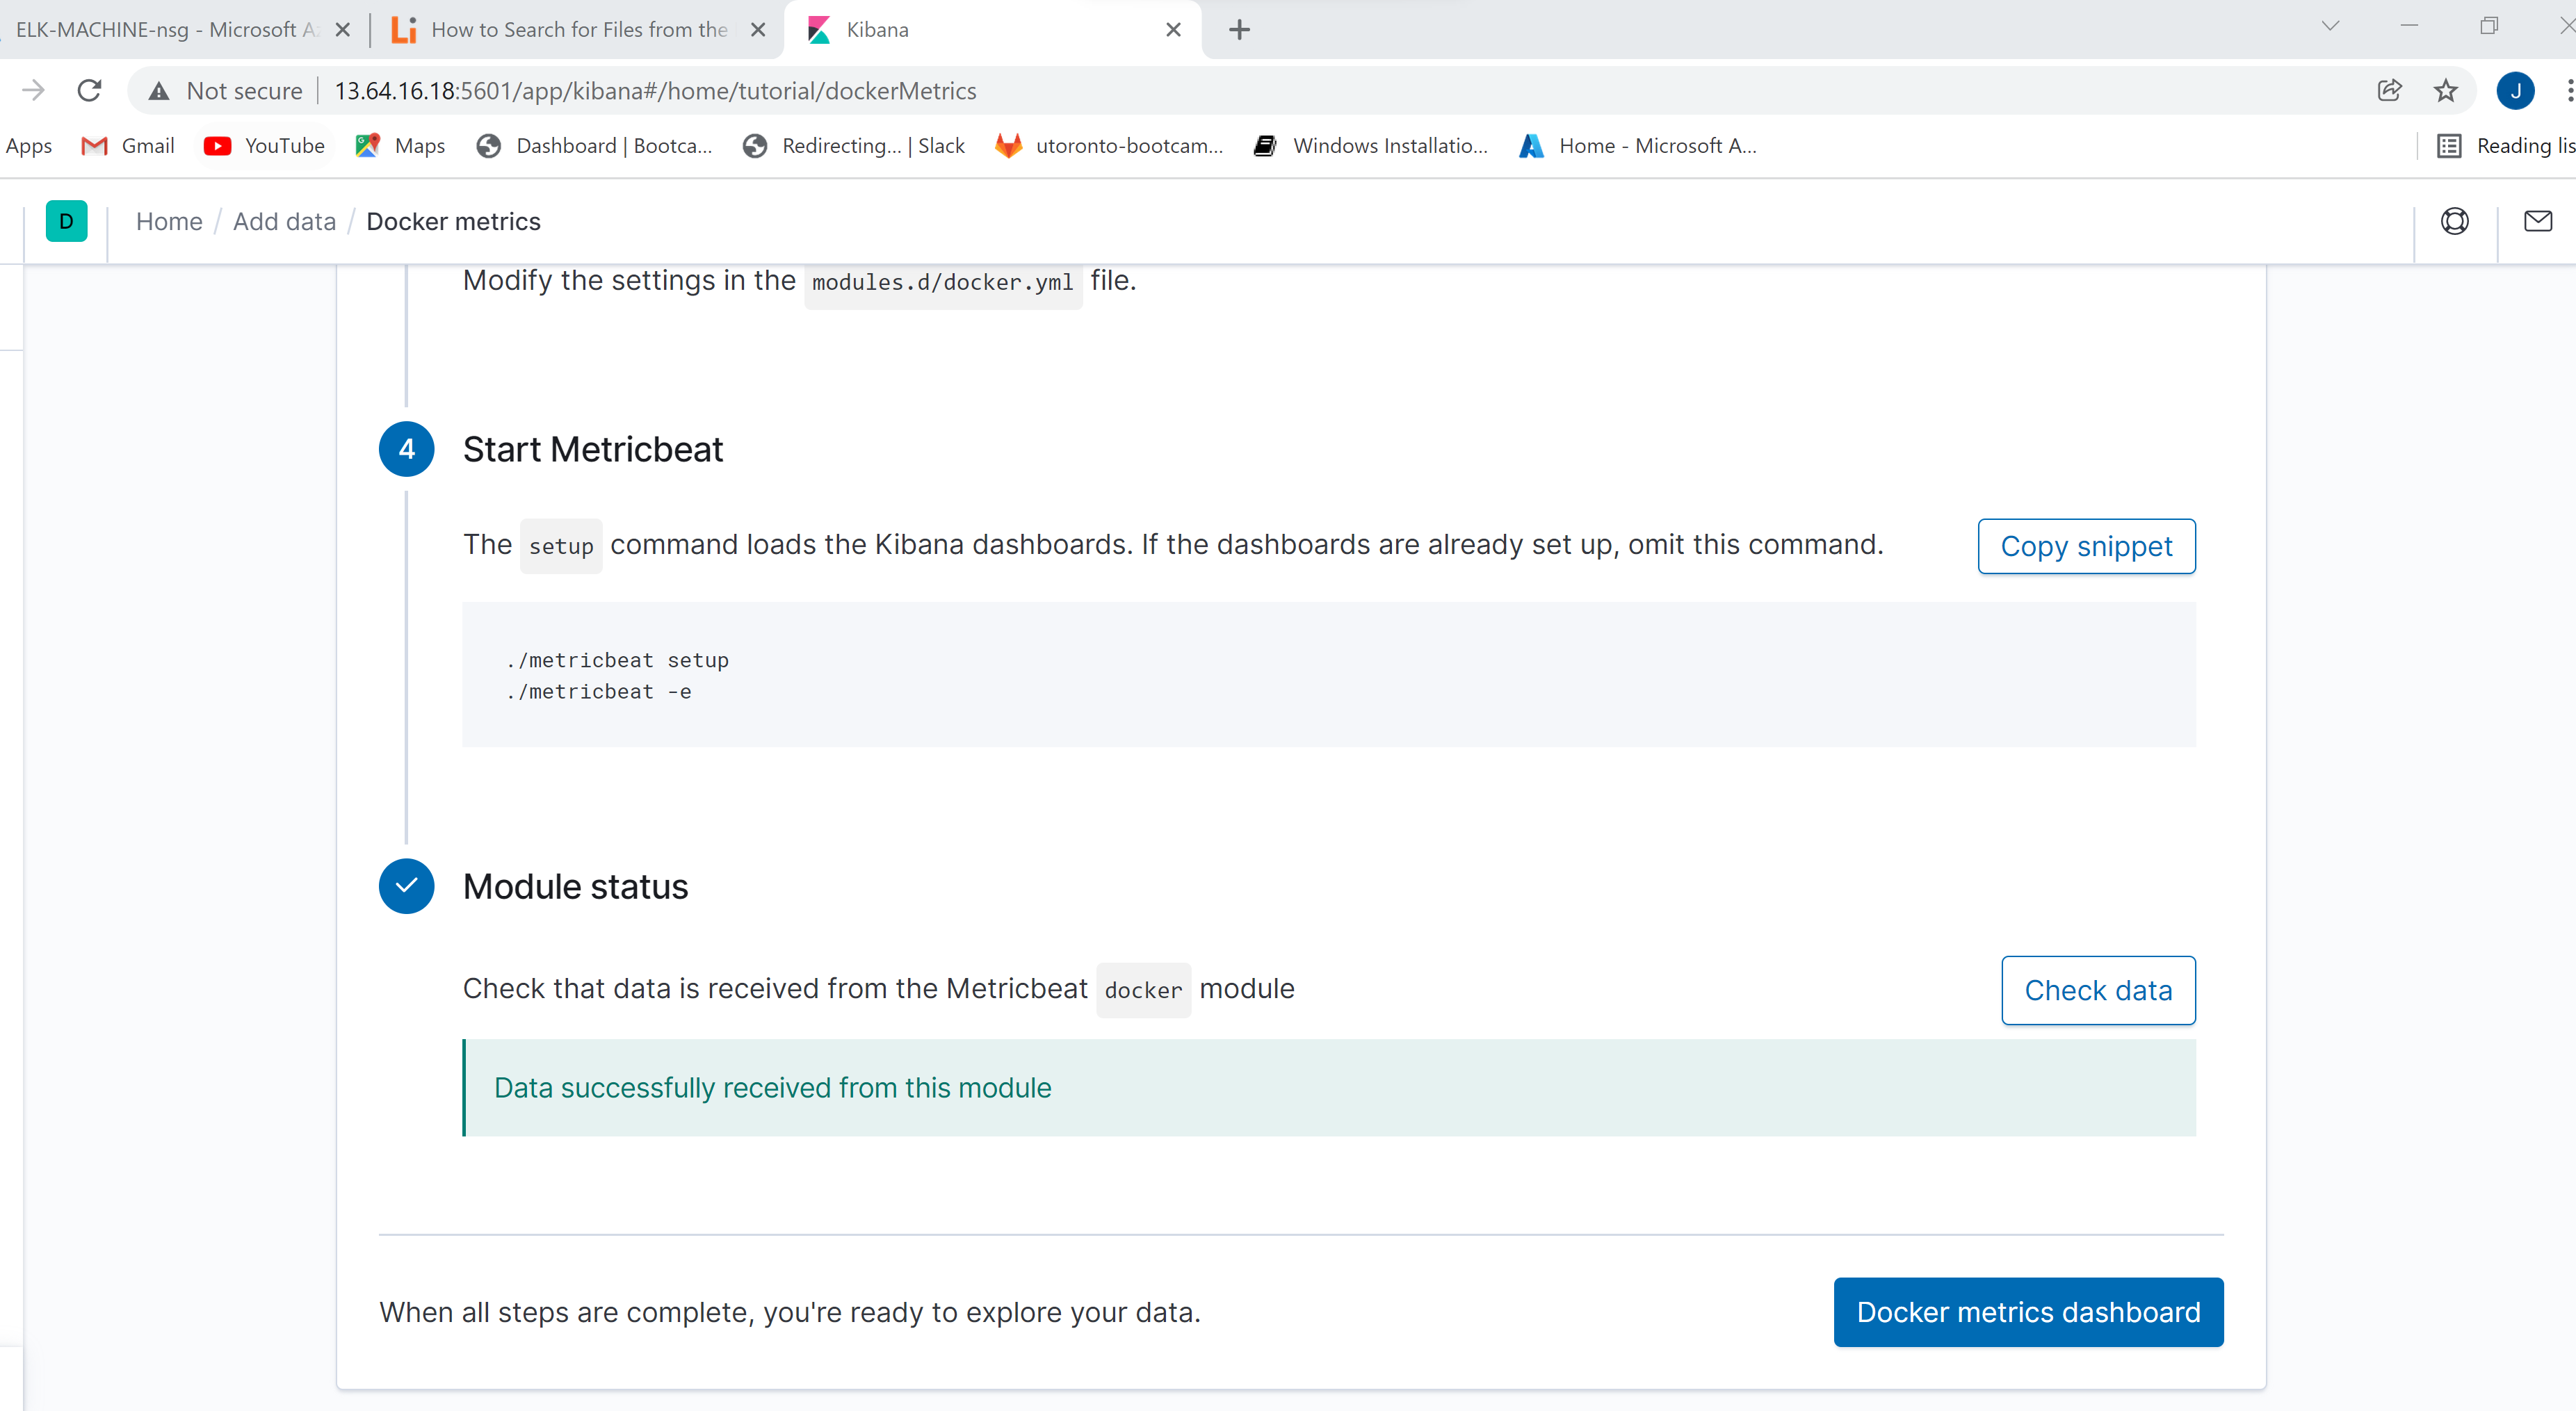 ELK-MACHINE-nsg - Microsoft A
How to Search for Files from the
Kibana
Not secure
13.64.16.18:5601/app/kibana#/home/tutorial/dockerMetrics
J
Apps
Gmail
YouTube
Maps
Dashboard | Bootca...
Redirecting... | Slack
utoronto-bootcam...
Windows Installatio...
Home - Microsoft A...
Reading lis
D
Home / Add data / Docker metrics
Modify the settings in the modules.d/docker.yml file.
4
Start Metricbeat
The setup command loads the Kibana dashboards. If the dashboards are already set up, omit this command.
Copy snippet
./metricbeat setup
./metricbeat -e
Module status
Check that data is received from the Metricbeat docker module
Check data
Data successfully received from this module
When all steps are complete, you're ready to explore your data.
Docker metrics dashboard